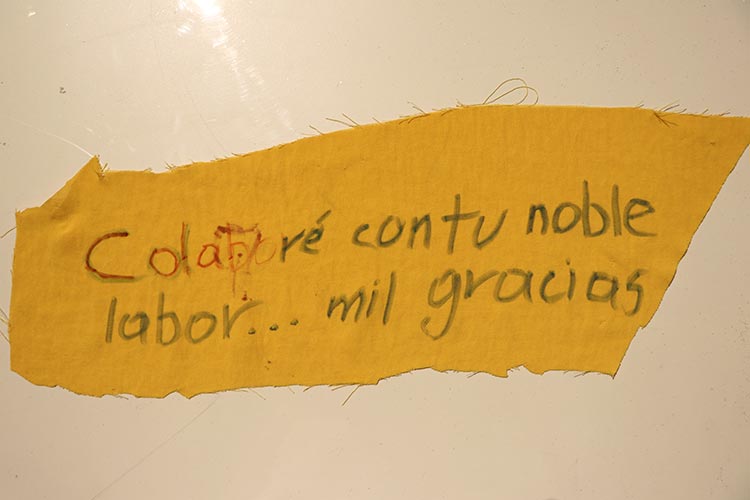 Colaboré con tu noble
labor... mil gracias